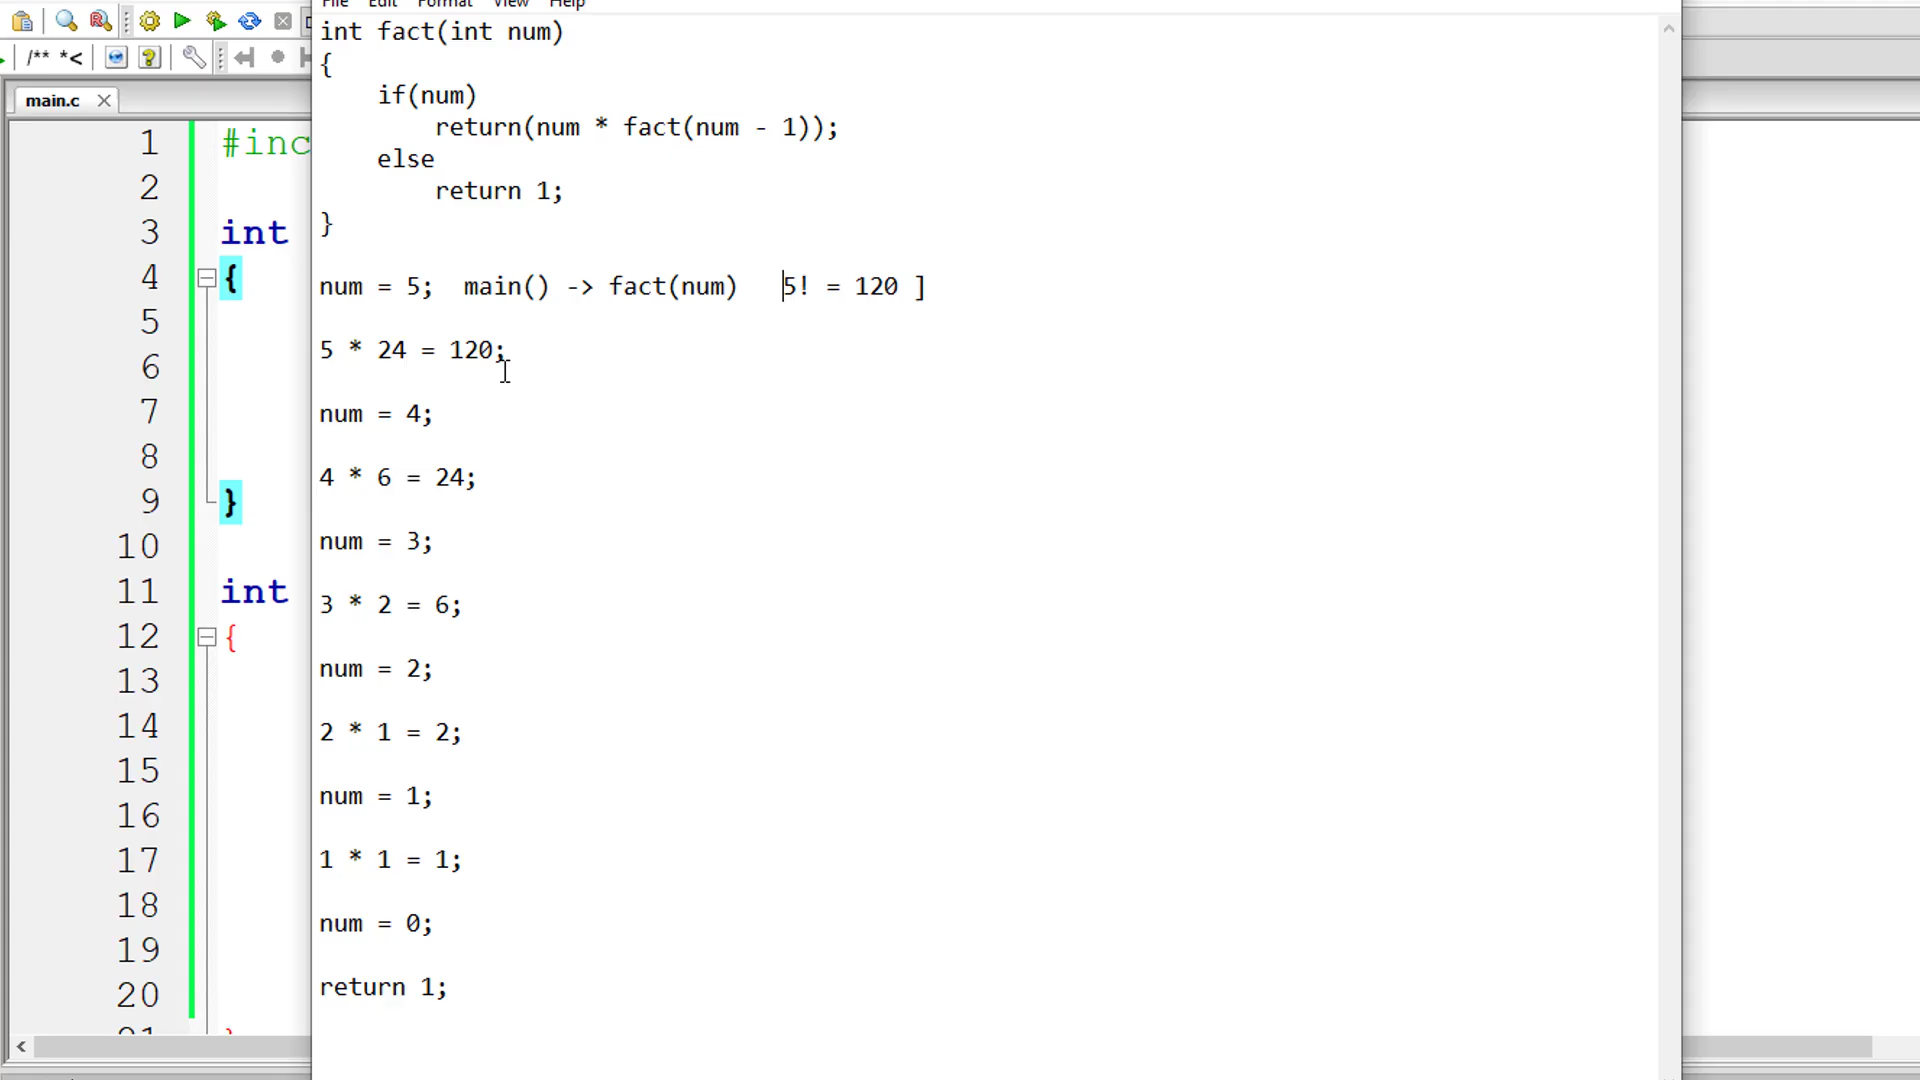 File Edit Format View Help
/** *<
main.c
int fact(int num)
{
if(num)
return(num * fact(num - 1));
else
return 1;
}
num = 5; main() -> fact(num) 5! = 120 ]
5 * 24 = 120;
num = 4;
4 * 6 = 24;
num = 3;
3 * 2 = 6;
num = 2;
2 * 1 = 2;
num = 1;
1 * 1 = 1;
num = 0;
return 1;
1 #inc
2
3 int
4 {
5
6
7
8
9 }
10
11 int
12 {
13
14
15
16
17
18
19
20
21 }